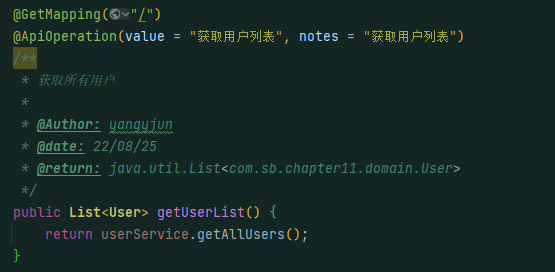 @GetMapping("/")
@ApiOperation(value = "获取用户列表", notes = "获取用户列表")
/**
 * 获取所有用户
 *
 * @Author: yangyjun
 * @date: 22/08/25
 * @return: java.util.List<com.sb.chapter11.domain.User>
 */
public List<User> getUserList() {
    return userService.getAllUsers();
}